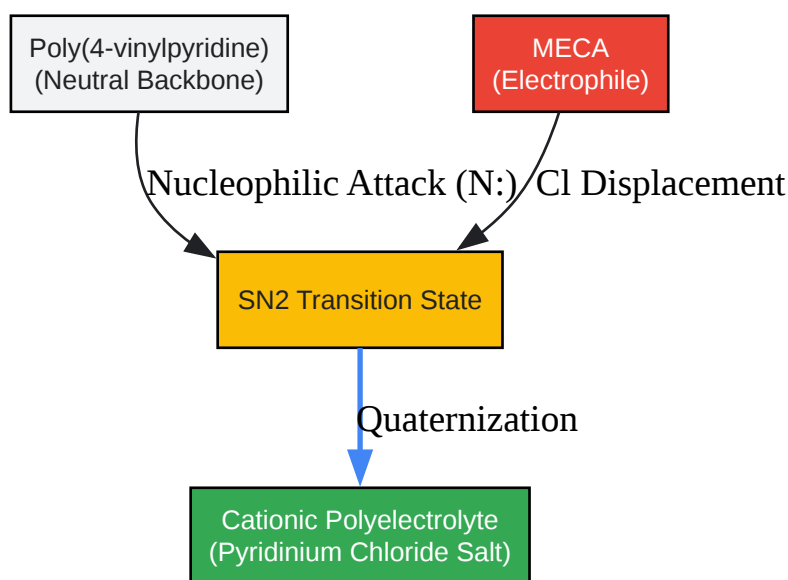 Poly(4-vinylpyridine)
(Neutral Backbone)
MECA
(Electrophile)
Nucleophilic Attack (N:)
Cl Displacement
SN2 Transition State
Quaternization
Cationic Polyelectrolyte
(Pyridinium Chloride Salt)